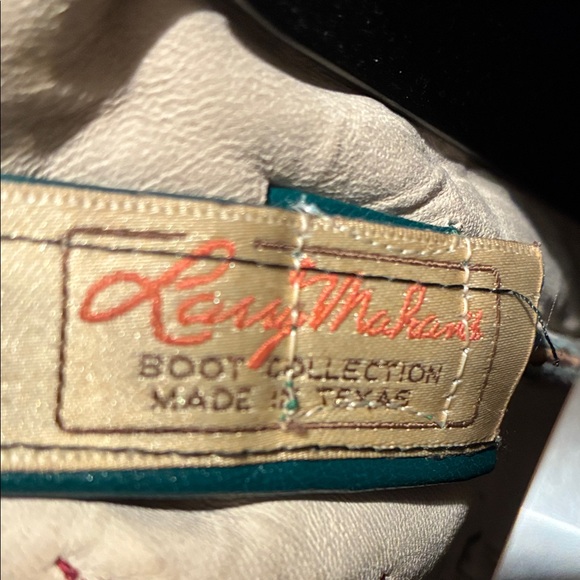 Larry Mahan's
BOOT COLLECTION
MADE IN TEXAS